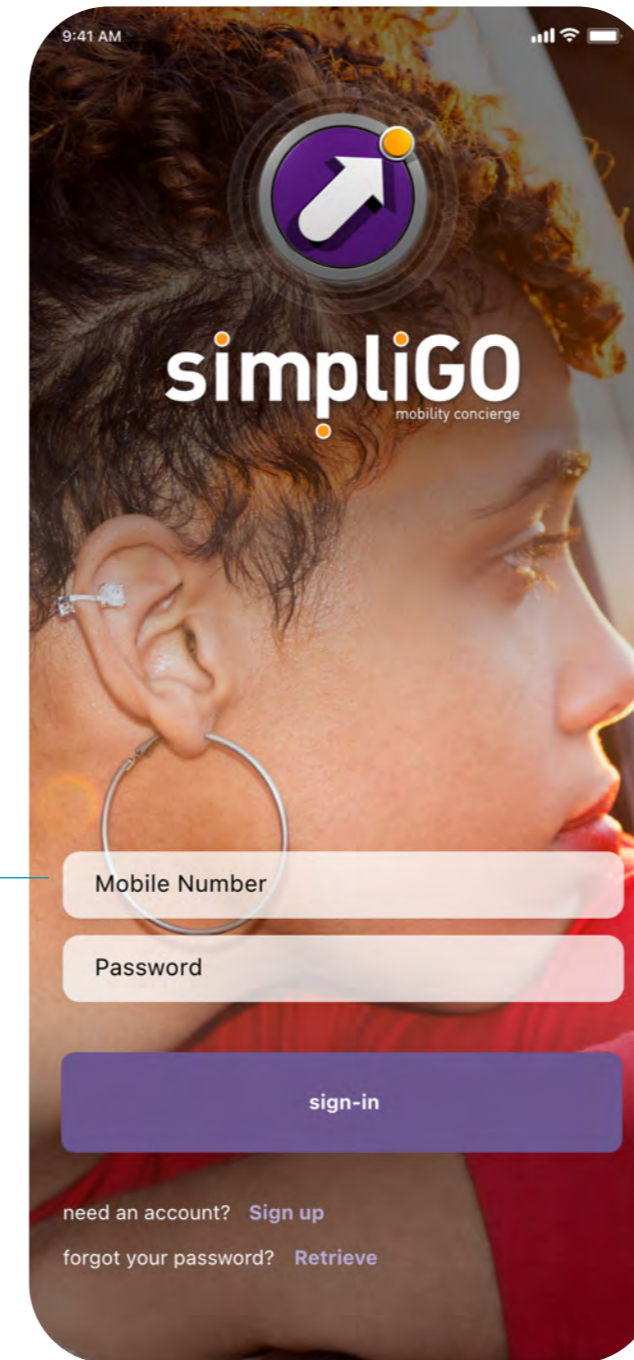 9:41 AM
simpliGO
mobility concierge
Mobile Number
Password
sign-in
need an account? Sign up
forgot your password? Retrieve